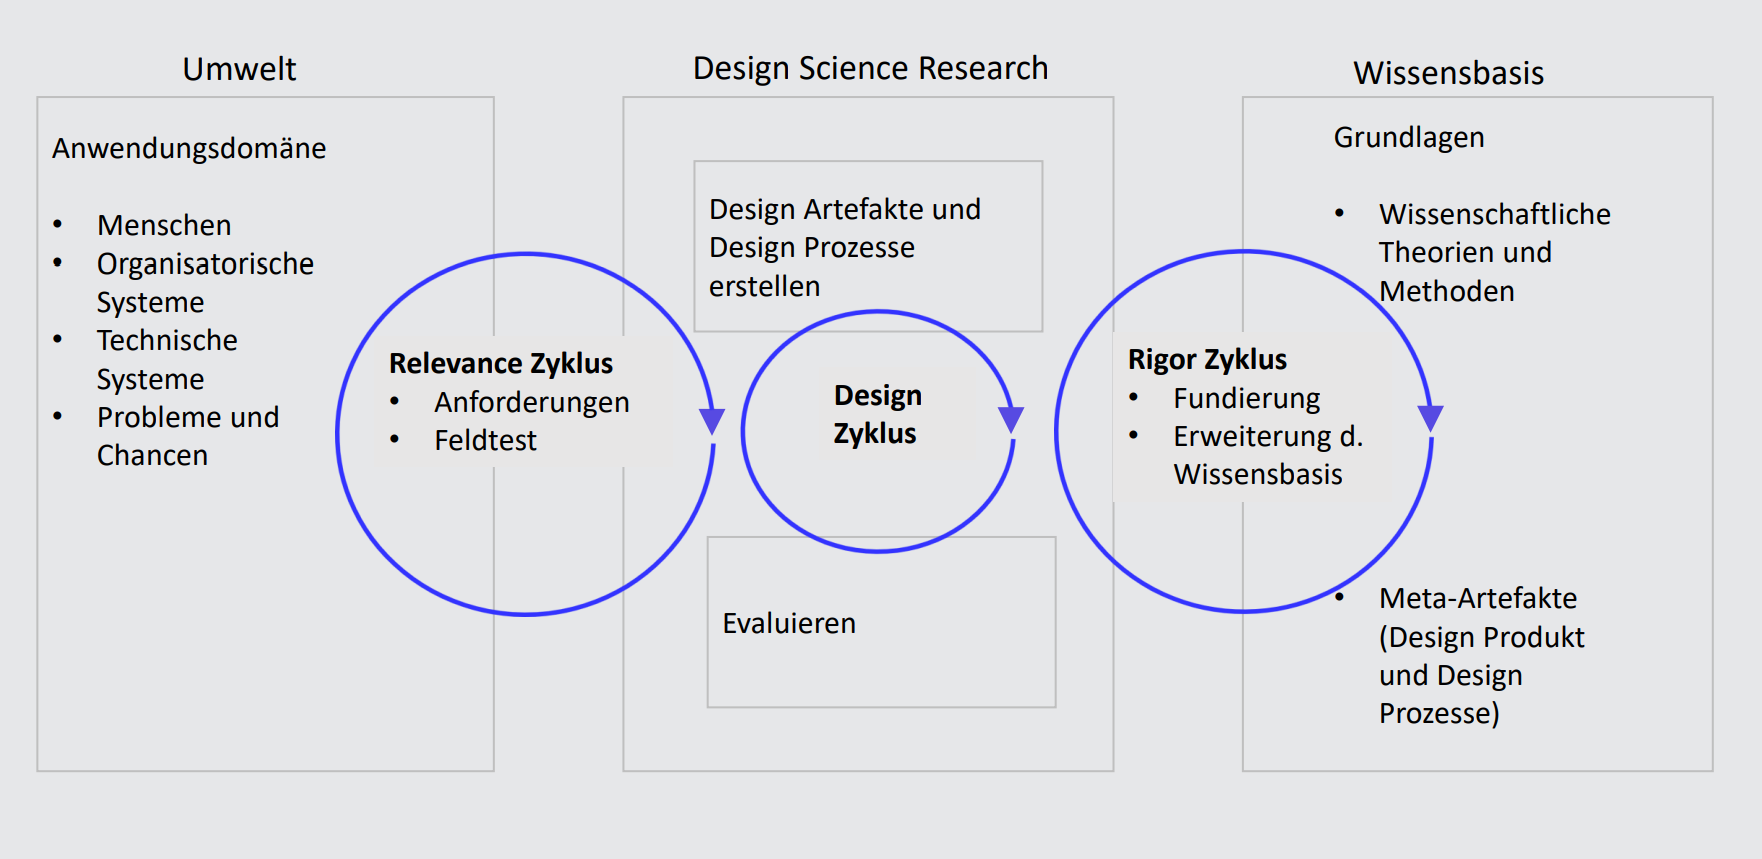 Umwelt
Anwendungsdomäne
• Menschen
• Organisatorische
Systeme
• Technische
Systeme
• Probleme und
Chancen
Relevance Zyklus
• Anforderungen
• Feldtest
Design Science Research
Design Artefakte und
Design Prozesse
erstellen
Design
Zyklus
Evaluieren
Rigor Zyklus
• Fundierung
• Erweiterung d.
Wissensbasis
Wissensbasis
Grundlagen
• Wissenschaftliche
Theorien und
Methoden
• Meta-Artefakte
(Design Produkt
und Design
Prozesse)